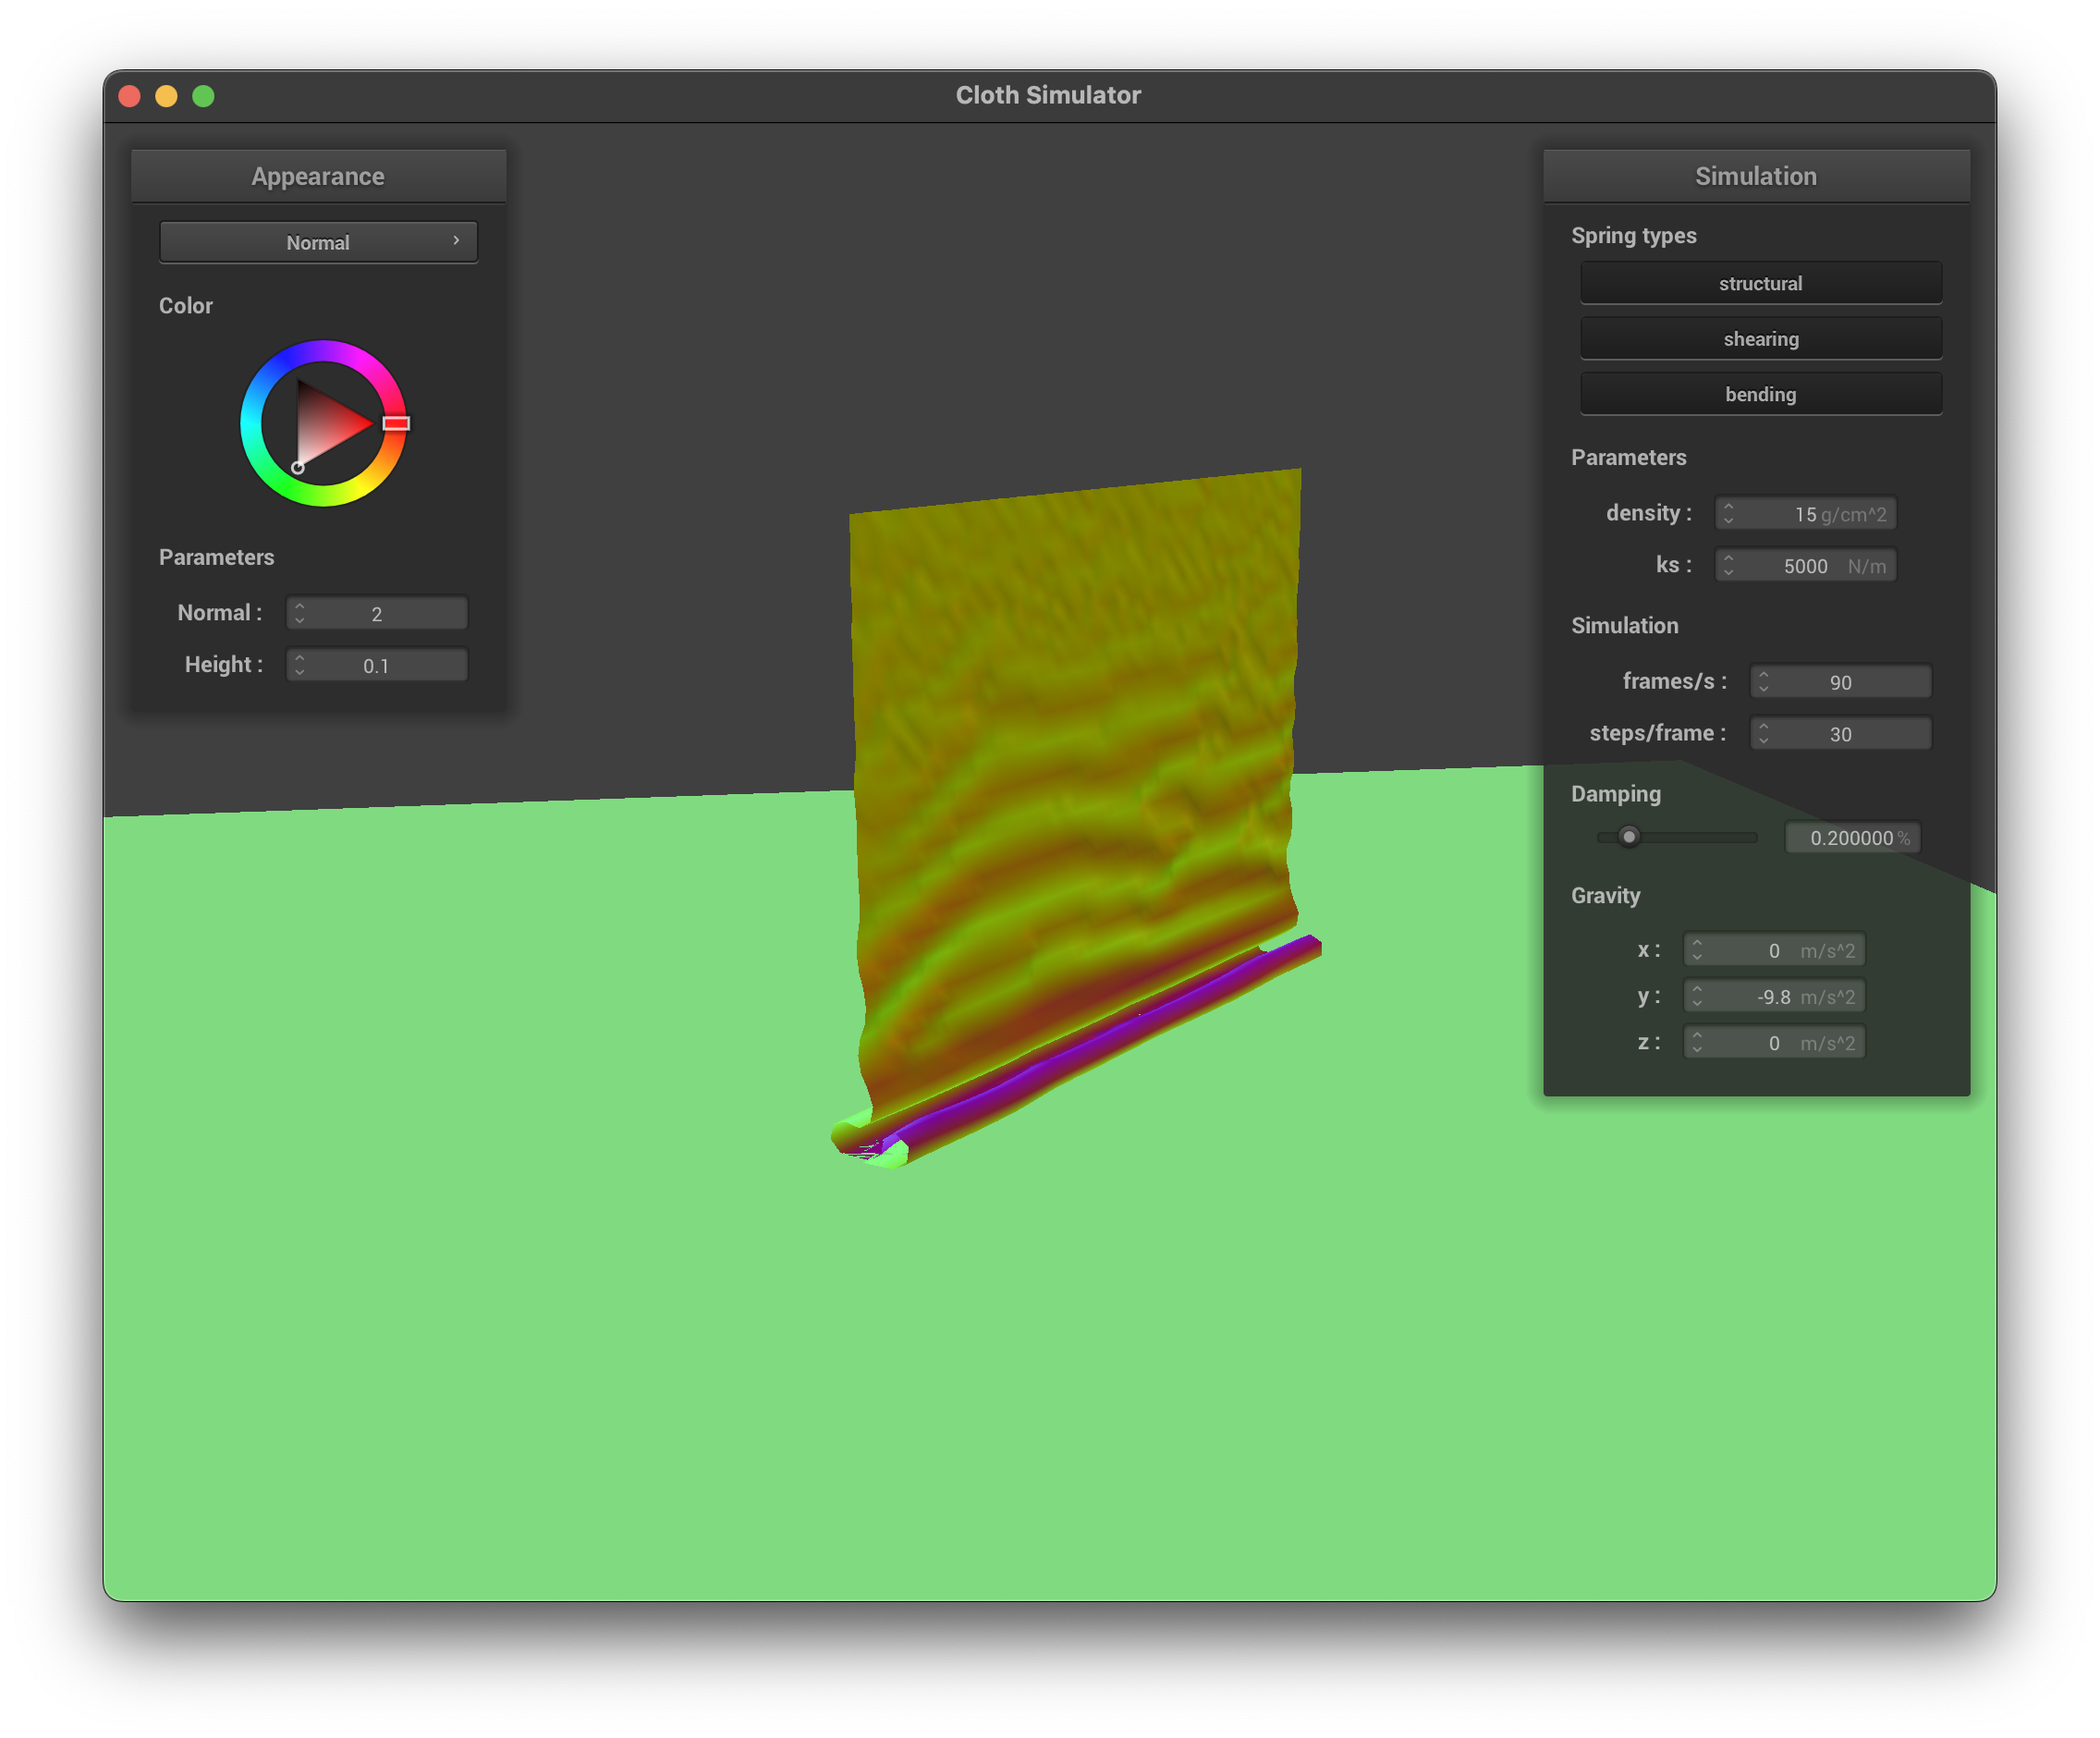 Cloth Simulator
Appearance
Normal
Color
Parameters
Normal : 2
Height : 0.1
Simulation
Spring types
structural
shearing
bending
Parameters
density : 15 g/cm^2
ks : 5000 N/m
Simulation
frames/s : 90
steps/frame : 30
Damping
0.200000 %
Gravity
x : 0 m/s^2
y : -9.8 m/s^2
z : 0 m/s^2